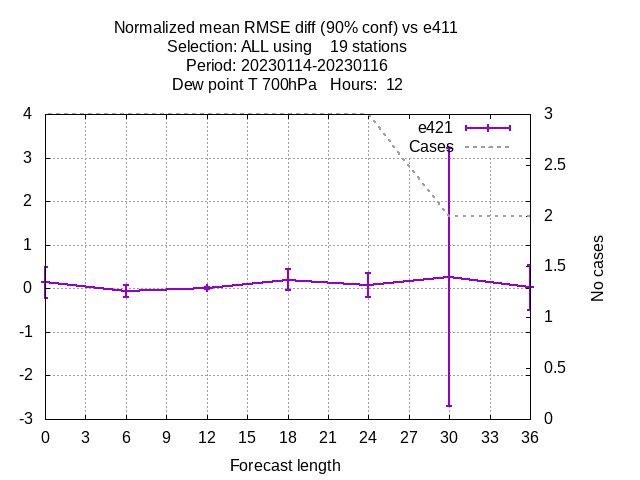 Normalized mean RMSE diff (90% conf) vs e411
Selection: ALL using    19 stations
Period: 20230114-20230116
Dew point T 700hPa   Hours:  12
4
3
2
1
0
-1
-2
-3
3
2.5
2
1.5
1
0.5
0
e421
Cases
No cases
0 3 6 9 12 15 18 21 24 27 30 33 36
Forecast length